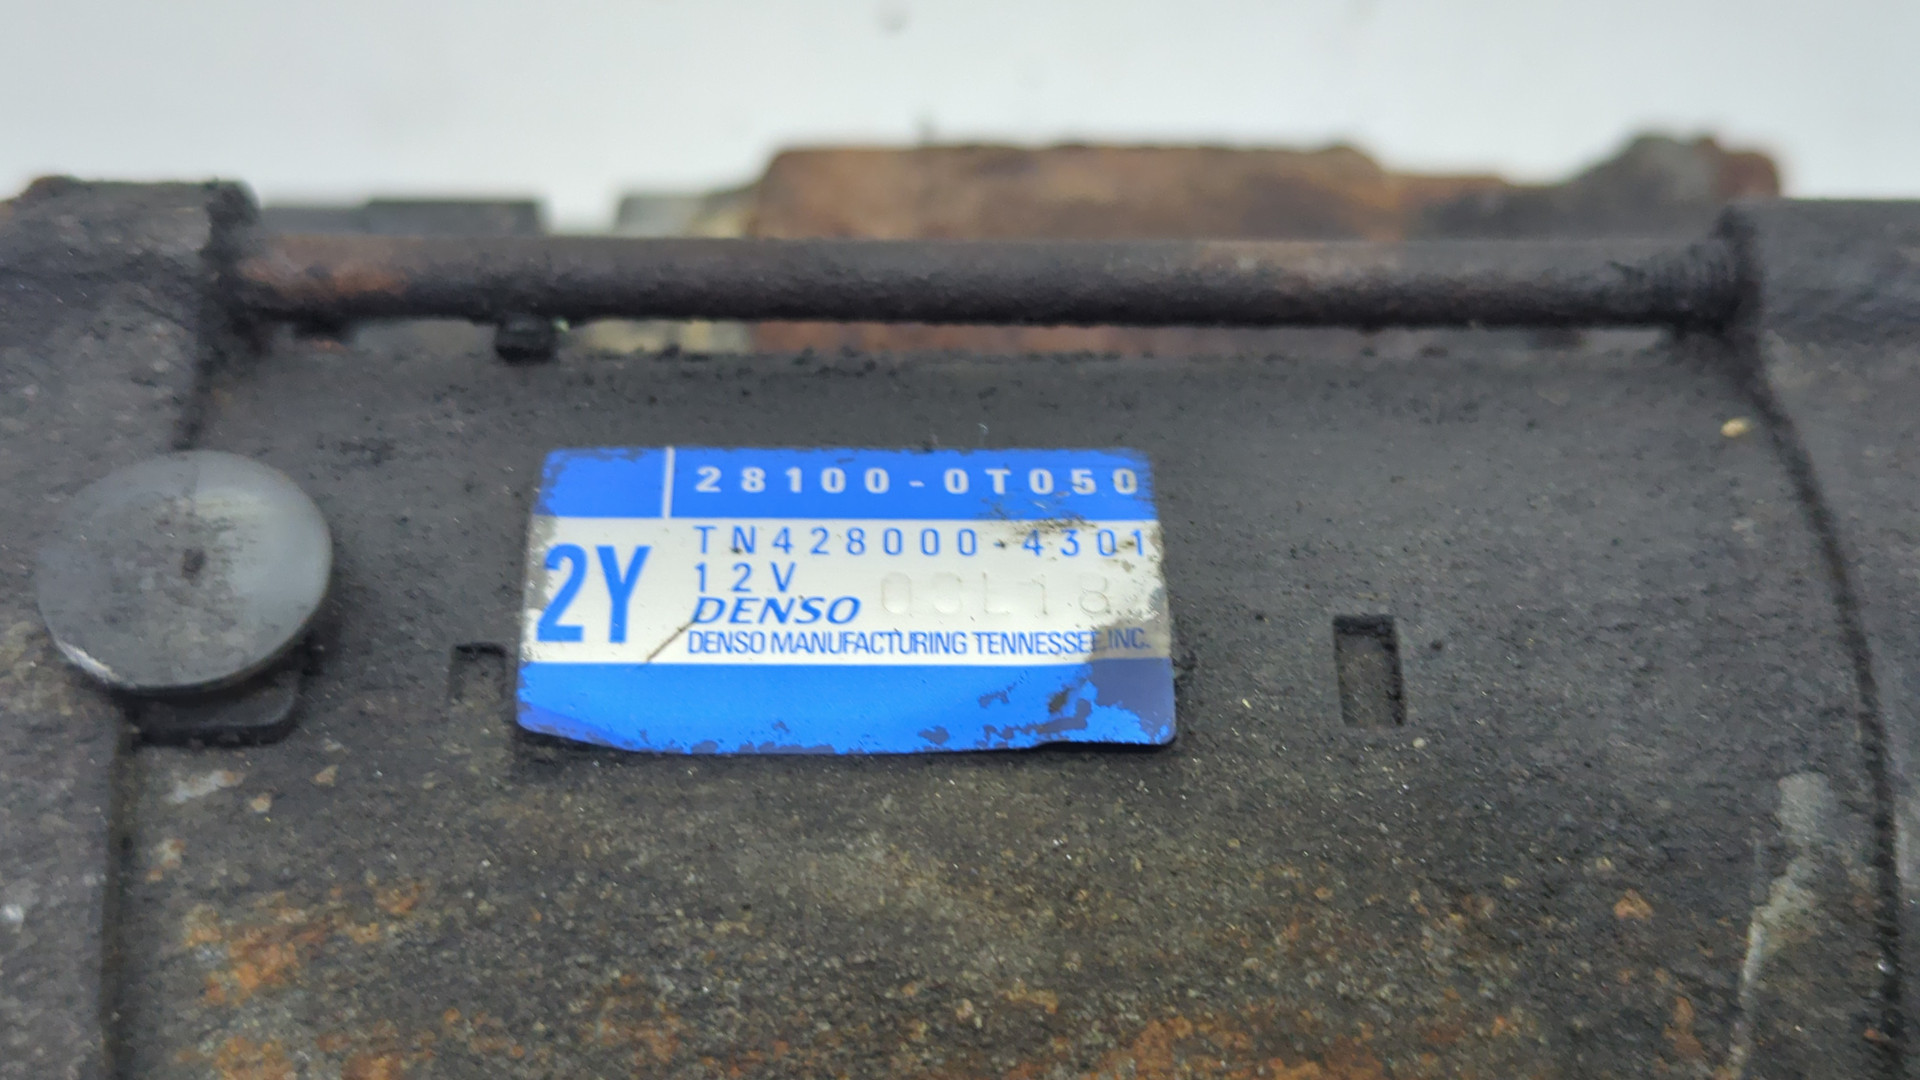 28100-0T050
TN428000-4301
2Y
12V
DENSO
DENSO MANUFACTURING TENNESSEE, INC.